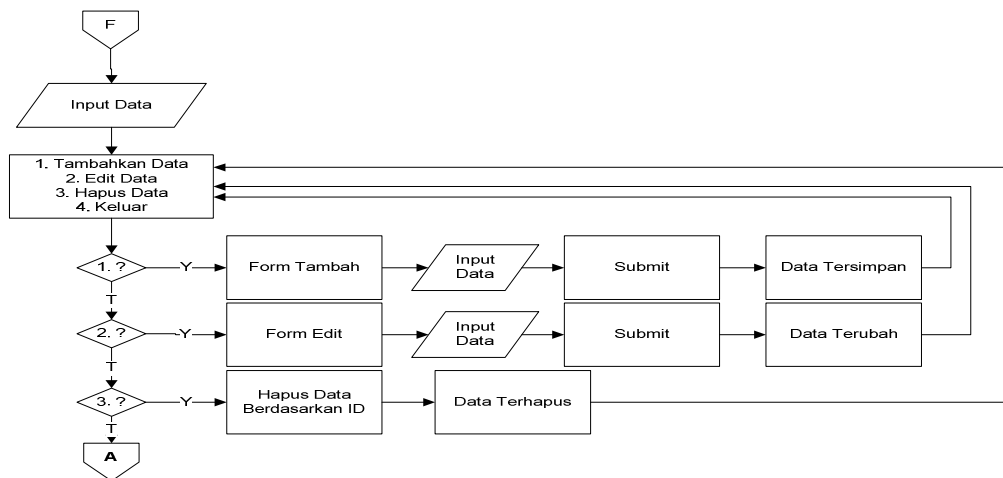 F
Input Data
1. Tambahkan Data
2. Edit Data
3. Hapus Data
4. Keluar
1. ?
Y
Form Tambah
Input
Data
Submit
Data Tersimpan
T
2. ?
Y
Form Edit
Input
Data
Submit
Data Terubah
T
3. ?
Y
Hapus Data
Berdasarkan ID
Data Terhapus
T
A